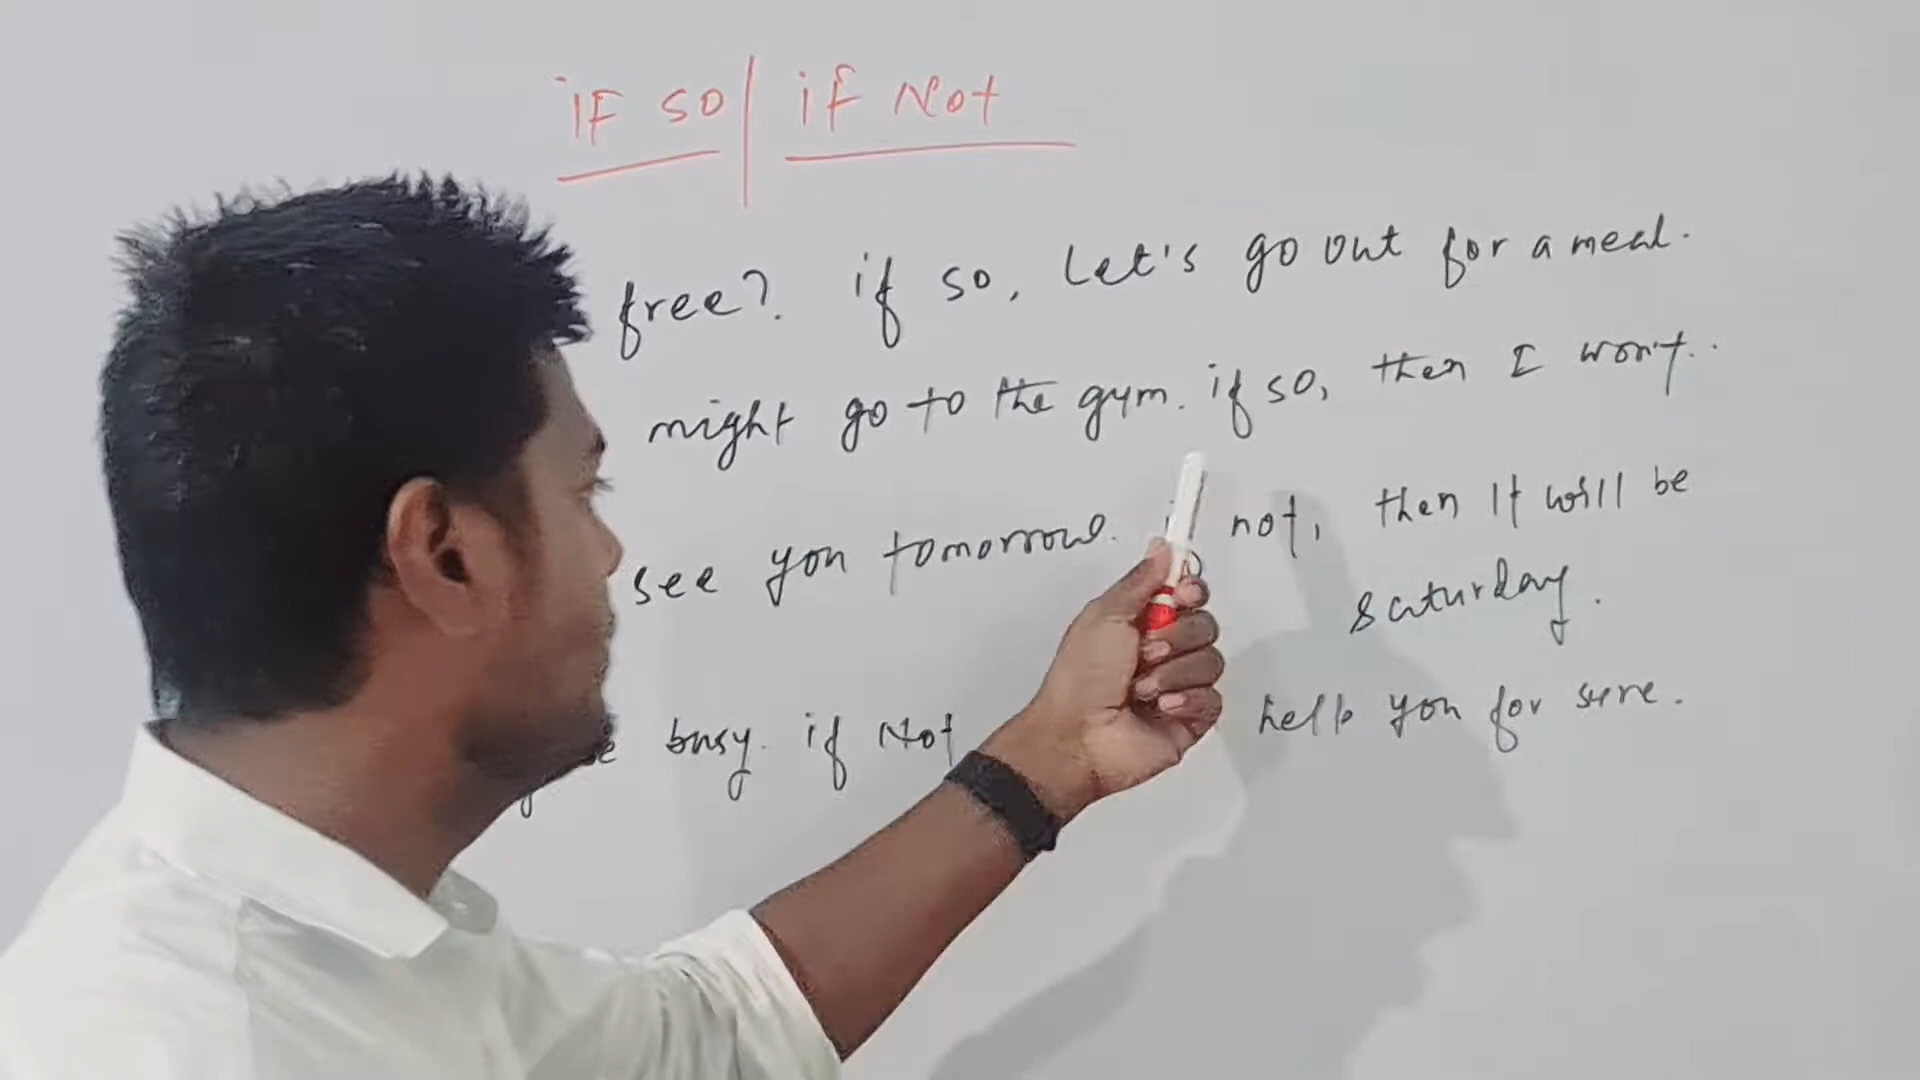 IF SO | if Not
free? if so, Let's go out for a meal.
might go to the gym. if so, then I won't.
see you tomorrow. not, then It will be
saturday.
busy. if Not help you for sure.